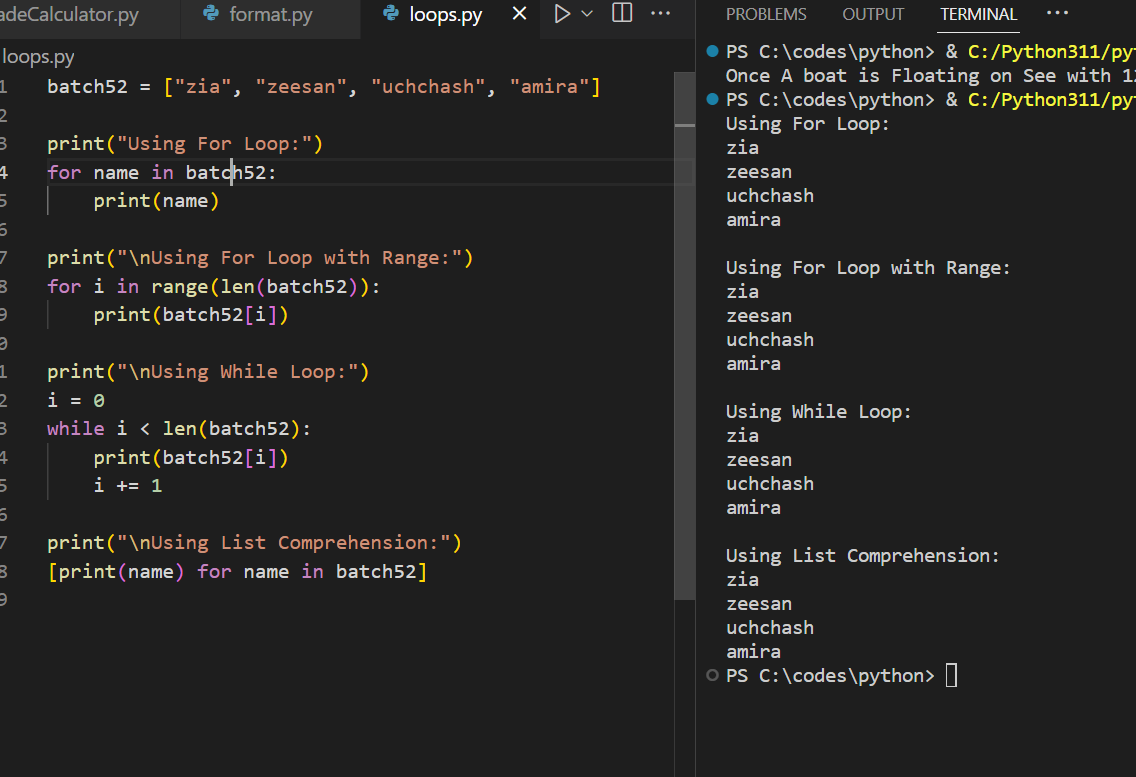 adeCalculator.py
format.py
loops.py
loops.py
1 batch52 = ["zia", "zeesan", "uchchash", "amira"]
2
3 print("Using For Loop:")
4 for name in batch52:
5     print(name)
6
7 print("\nUsing For Loop with Range:")
8 for i in range(len(batch52)):
9     print(batch52[i])
0
1 print("\nUsing While Loop:")
2 i = 0
3 while i < len(batch52):
4     print(batch52[i])
5     i += 1
6
7 print("\nUsing List Comprehension:")
8 [print(name) for name in batch52]
9
PROBLEMS OUTPUT TERMINAL
PS C:\codes\python> & C:/Python311/pyt
Once A boat is Floating on See with 12
PS C:\codes\python> & C:/Python311/pyt
Using For Loop:
zia
zeesan
uchchash
amira

Using For Loop with Range:
zia
zeesan
uchchash
amira

Using While Loop:
zia
zeesan
uchchash
amira

Using List Comprehension:
zia
zeesan
uchchash
amira
PS C:\codes\python>